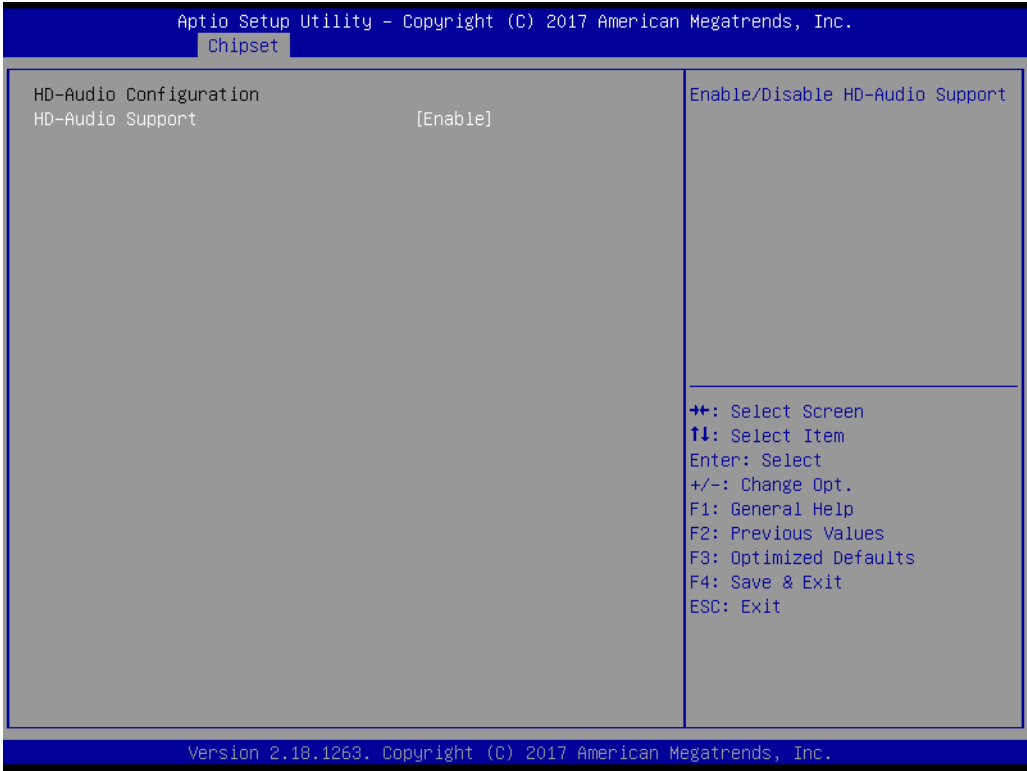 Aptio Setup Utility – Copyright (C) 2017 American Megatrends, Inc.
Chipset
HD-Audio Configuration
HD-Audio Support [Enable]
Enable/Disable HD-Audio Support
→←: Select Screen
↑↓: Select Item
Enter: Select
+/-: Change Opt.
F1: General Help
F2: Previous Values
F3: Optimized Defaults
F4: Save & Exit
ESC: Exit
Version 2.18.1263. Copyright (C) 2017 American Megatrends, Inc.